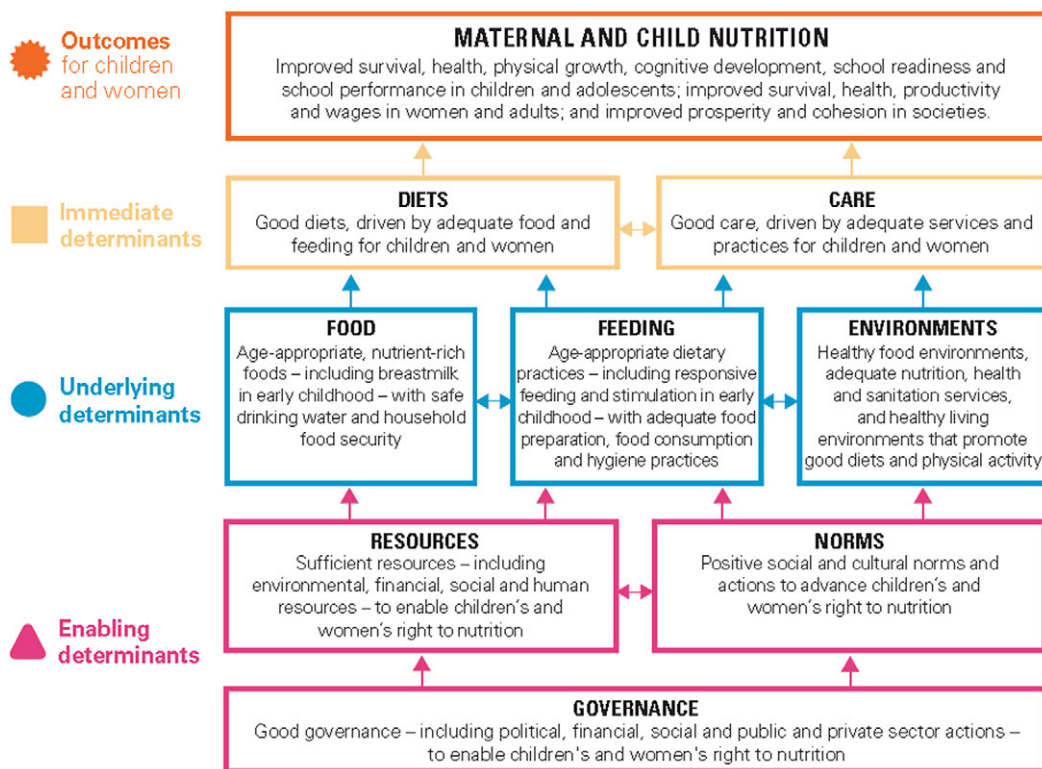 Outcomes
for children
and women
MATERNAL AND CHILD NUTRITION
Improved survival, health, physical growth, cognitive development, school readiness and
school performance in children and adolescents; improved survival, health, productivity
and wages in women and adults; and improved prosperity and cohesion in societies.
Immediate
determinants
DIETS
Good diets, driven by adequate food and
feeding for children and women
CARE
Good care, driven by adequate services and
practices for children and women
Underlying
determinants
FOOD
Age-appropriate, nutrient-rich
foods – including breastmilk
in early childhood – with safe
drinking water and household
food security
FEEDING
Age-appropriate dietary
practices – including responsive
feeding and stimulation in early
childhood – with adequate food
preparation, food consumption
and hygiene practices
ENVIRONMENTS
Healthy food environments,
adequate nutrition, health
and sanitation services,
and healthy living
environments that promote
good diets and physical activity
Enabling
determinants
RESOURCES
Sufficient resources – including
environmental, financial, social and human
resources – to enable children's and
women's right to nutrition
NORMS
Positive social and cultural norms and
actions to advance children's and
women's right to nutrition
GOVERNANCE
Good governance – including political, financial, social and public and private sector actions –
to enable children's and women's right to nutrition